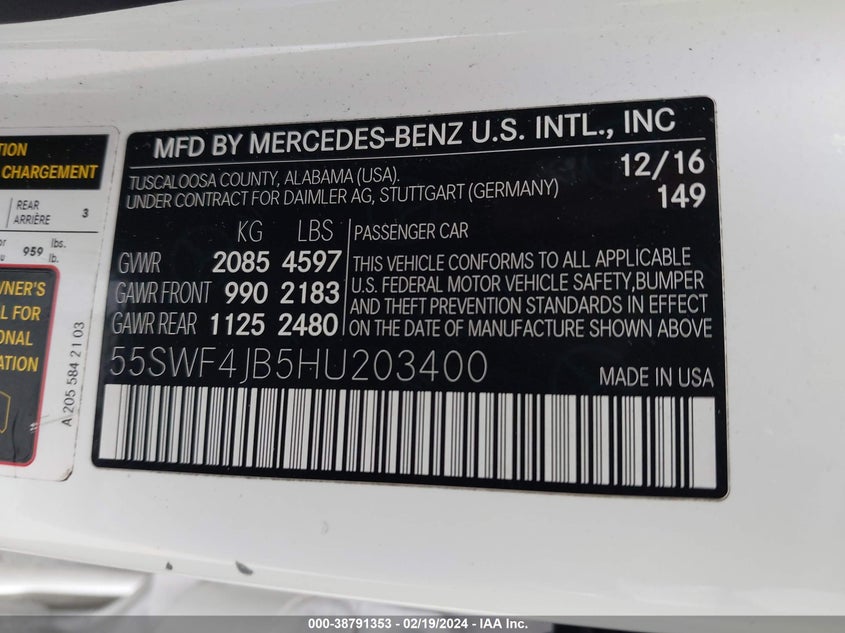 TION
CHARGEMENT
REAR
ARRIÈRE 3
or
959 lbs.
lb.
WNER'S
L FOR
ONAL
ATION
A 205 584 21 03
MFD BY MERCEDES-BENZ U.S. INTL., INC
TUSCALOOSA COUNTY, ALABAMA (USA). 12/16
UNDER CONTRACT FOR DAIMLER AG, STUTTGART (GERMANY) 149
KG LBS PASSENGER CAR
GVWR 2085 4597 THIS VEHICLE CONFORMS TO ALL APPLICABLE
GAWR FRONT 990 2183 U.S. FEDERAL MOTOR VEHICLE SAFETY,BUMPER
GAWR REAR 1125 2480 AND THEFT PREVENTION STANDARDS IN EFFECT
ON THE DATE OF MANUFACTURE SHOWN ABOVE
55SWF4JB5HU203400 MADE IN USA
000-38791353 - 02/19/2024 - IAA Inc.